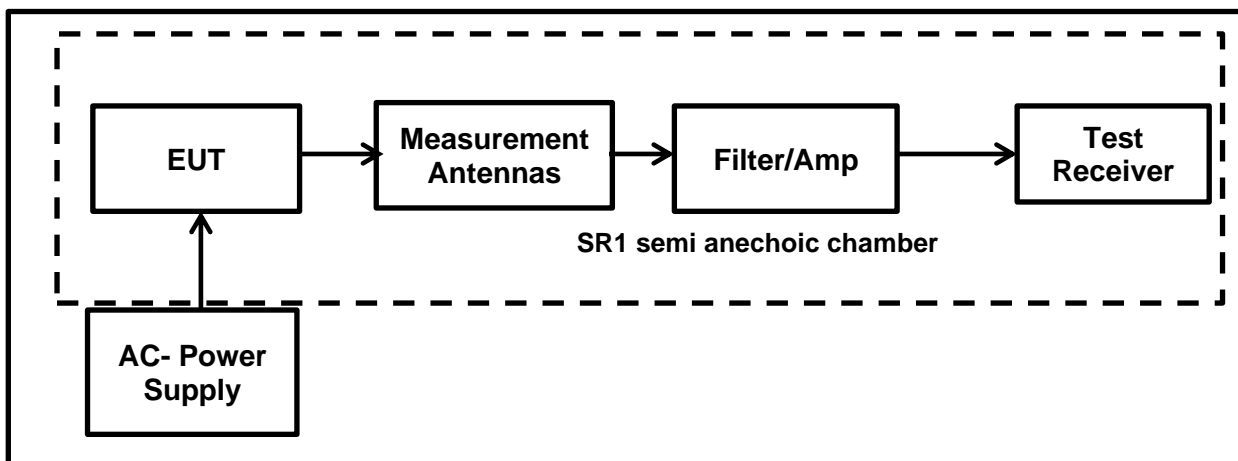 EUT
Measurement
Antennas
Filter/Amp
Test
Receiver
SR1 semi anechoic chamber
AC- Power
Supply